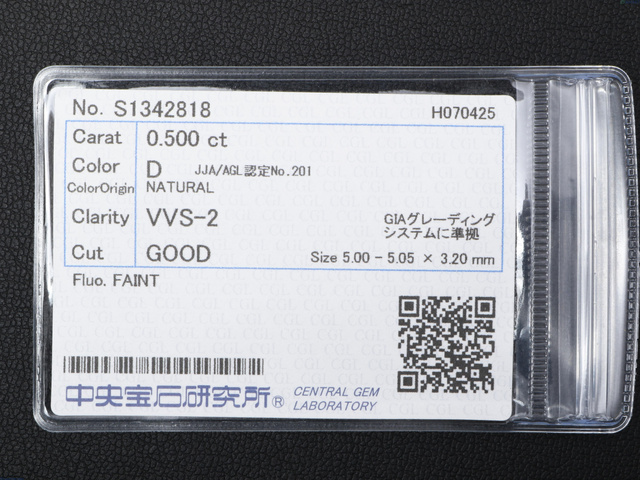 No. S1342818 H070425
Carat 0.500 ct
Color D JJA/AGL認定No.201
ColorOrigin NATURAL
Clarity VVS-2 GIAグレーディング
システムに準拠
Cut GOOD Size 5.00 - 5.05 × 3.20 mm
Fluo. FAINT
中央宝石研究所® CENTRAL GEM
LABORATORY